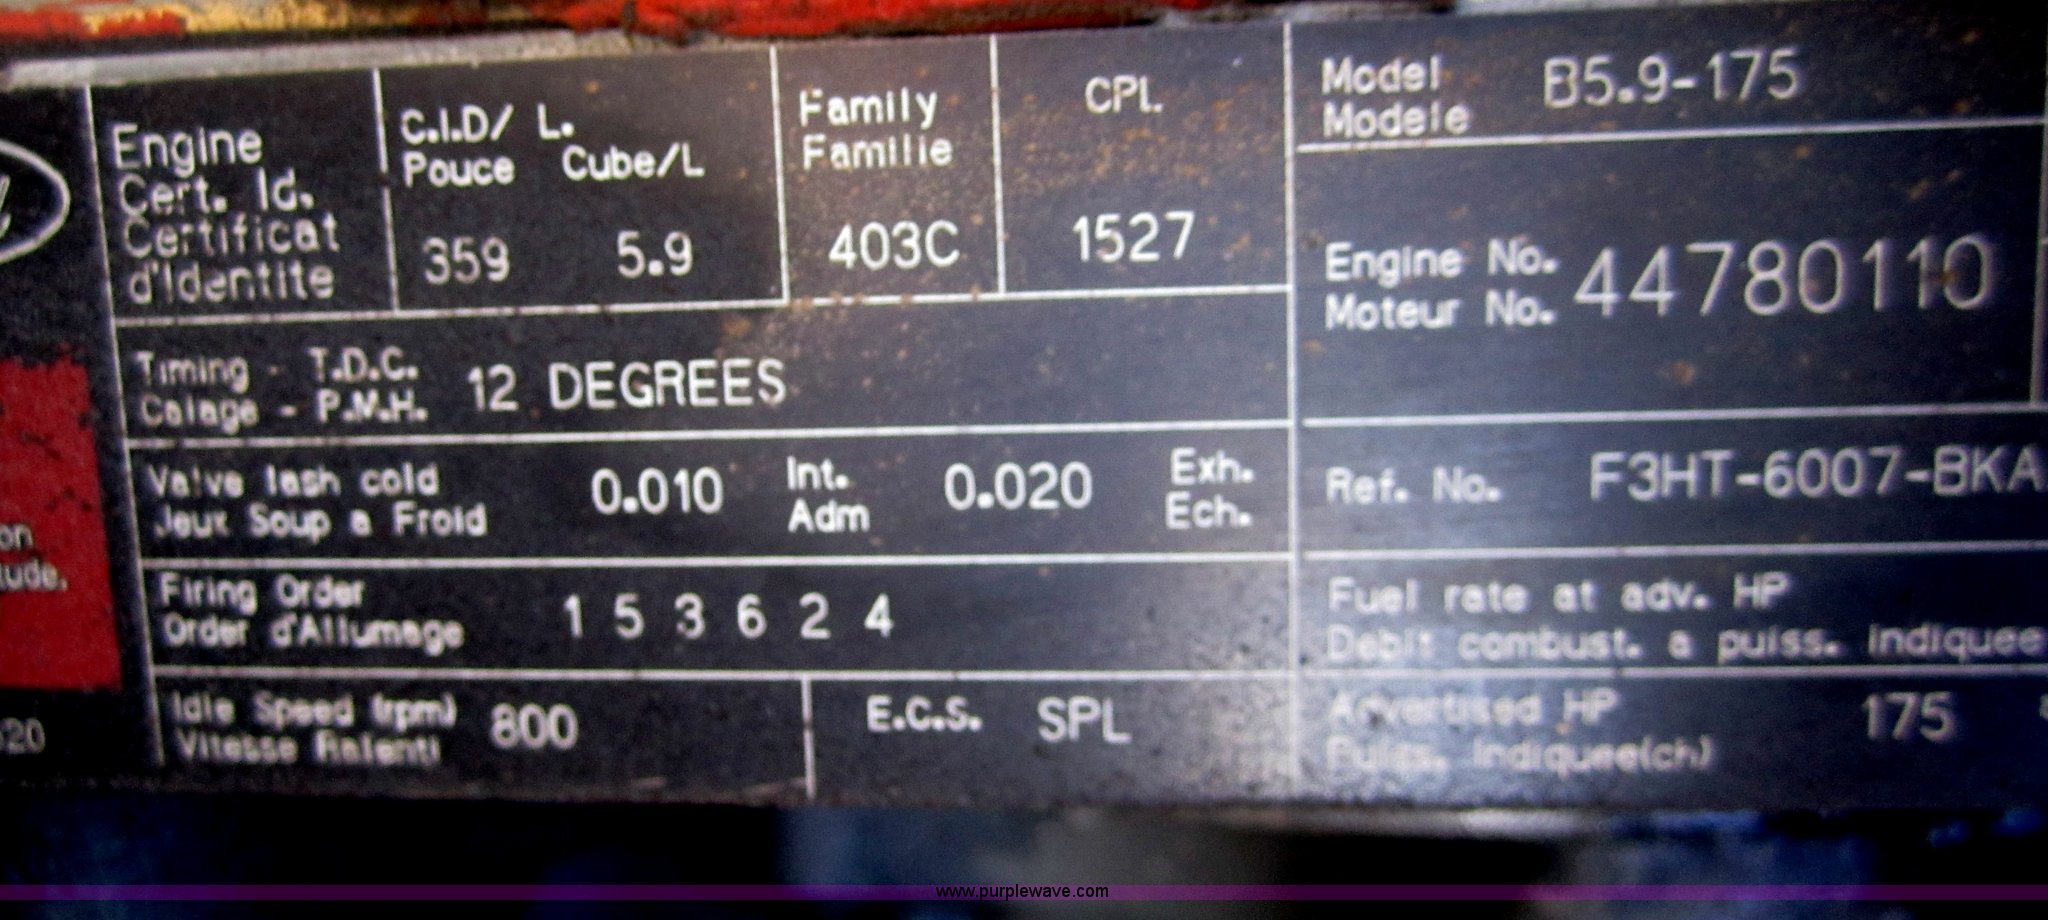 Engine
Cert. Id.
Certificat
d'Identite
C.I.D/ L.
Pouce Cube/L
359 5.9
Family
Familie
403C
CPL
1527
Model
Modele
B5.9-175
Engine No.
Moteur No.
44780110
Timing - T.D.C.
Calage - P.M.H.
12 DEGREES
Valve lash cold
Jeux Soup a Froid
0.010 Int.
Adm
0.020 Exh.
Ech.
Ref. No. F3HT-6007-BKA
Firing Order
Order d'Allumage
1 5 3 6 2 4
Fuel rate at adv. HP
Debit combust. a puiss. indiquee
Idle Speed (rpm)
Vitesse Ralenti
800
E.C.S. SPL
Advertised HP
Puiss. indiquee(ch)
175
on
tude.
20
www.purplewave.com